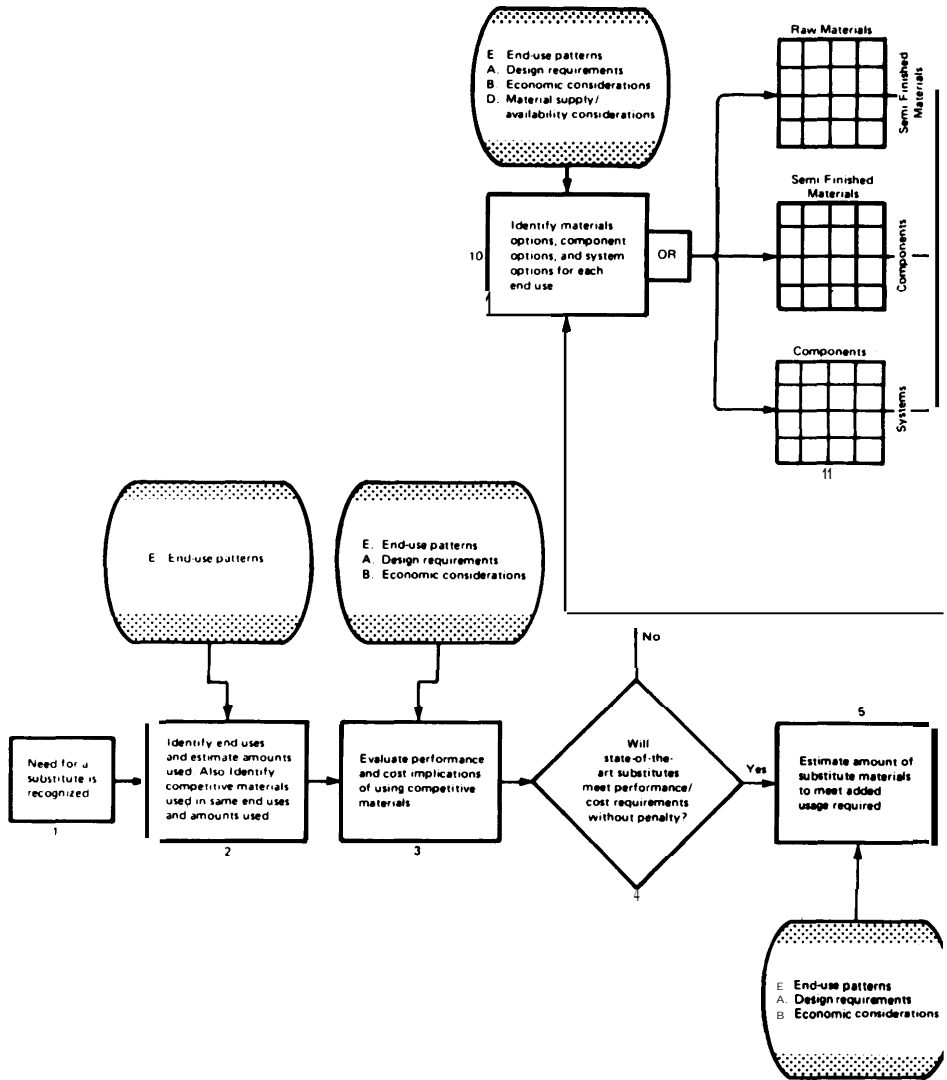 E End-use patterns
A. Design requirements
B. Economic considerations
D. Material supply/
availability considerations
Identify materials
options, component
options, and system
options for each
end use
10
OR
Raw Materials
Semi Finished
Materials
Semi Finished
Materials
Components
Components
Systems
11
E End-use patterns
E. End-use patterns
A. Design requirements
B. Economic considerations
No
Need for a
substitute is
recognized
1
Identify end uses
and estimate amounts
used. Also Identify
competitive materials
used in same end uses
and amounts used
2
Evaluate performance
and cost implications
of using competitive
materials
3
Will
state-of-the-
art substitutes
meet performance/
cost requirements
without penalty?
4
Yes
5
Estimate amount of
substitute materials
to meet added
usage required
E End-use patterns
A. Design requirements
B Economic considerations